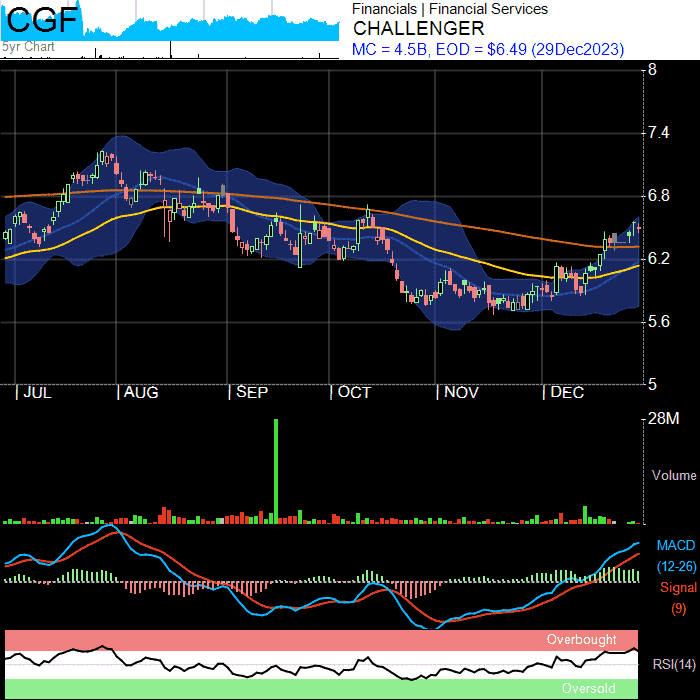 CGF
5yr Chart
Financials | Financial Services
CHALLENGER
MC = 4.5B, EOD = $6.49 (29Dec2023)
8
7.4
6.8
6.2
5.6
5
| JUL | AUG | SEP | OCT | NOV | DEC
28M
Volume
MACD
(12-26)
Signal
(9)
Overbought
RSI(14)
Oversold